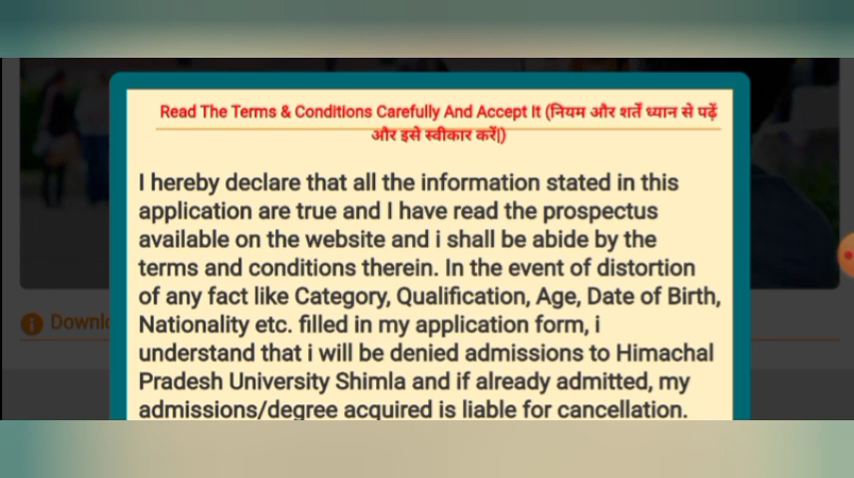 Read The Terms & Conditions Carefully And Accept It (नियम और शर्तें ध्यान से पढ़ें
और इसे स्वीकार करें|)
I hereby declare that all the information stated in this
application are true and I have read the prospectus
available on the website and i shall be abide by the
terms and conditions therein. In the event of distortion
of any fact like Category, Qualification, Age, Date of Birth,
Nationality etc. filled in my application form, i
understand that i will be denied admissions to Himachal
Pradesh University Shimla and if already admitted, my
admissions/degree acquired is liable for cancellation.